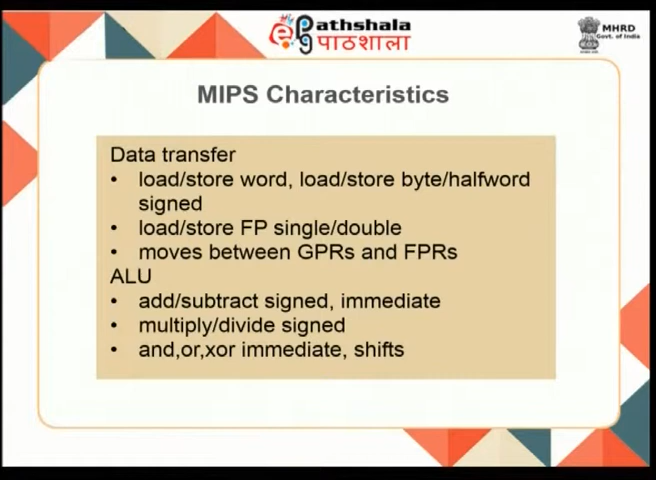 ePathshala
पाठशाला
MHRD
Govt. of India
MIPS Characteristics
Data transfer
• load/store word, load/store byte/halfword
signed
• load/store FP single/double
• moves between GPRs and FPRs
ALU
• add/subtract signed, immediate
• multiply/divide signed
• and,or,xor immediate, shifts